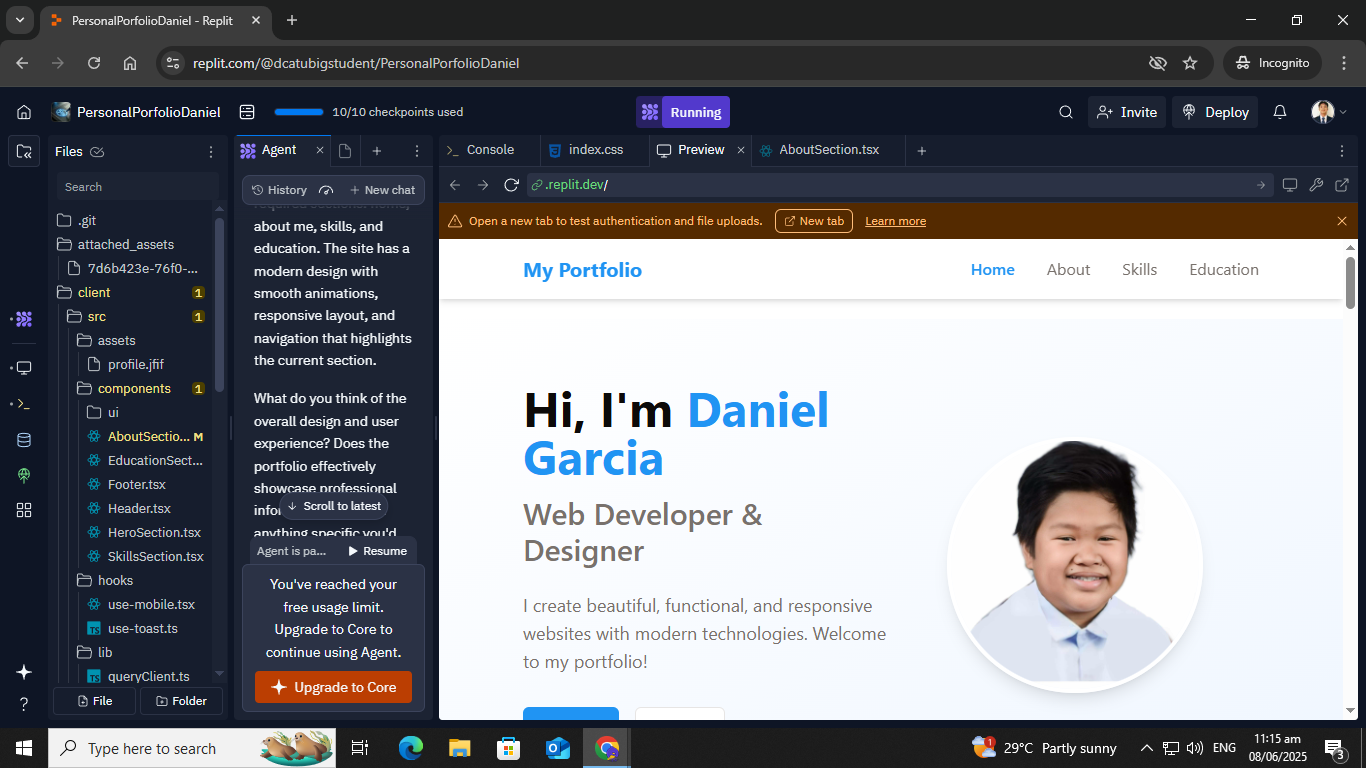 PersonalPorfolioDaniel - Replit
replit.com/@dcatubigstudent/PersonalPorfolioDaniel
Incognito
PersonalPorfolioDaniel
10/10 checkpoints used
Running
Invite
Deploy
Files
Search
.git
attached_assets
7d6b423e-76f0-...
client 1
src 1
assets
profile.jfif
components 1
ui
AboutSectio... M
EducationSect...
Footer.tsx
Header.tsx
HeroSection.tsx
SkillsSection.tsx
hooks
use-mobile.tsx
TS use-toast.ts
lib
TS queryClient.ts
File
Folder
Agent
History
New chat
about me, skills, and
education. The site has a
modern design with
smooth animations,
responsive layout, and
navigation that highlights
the current section.
What do you think of the
overall design and user
experience? Does the
portfolio effectively
showcase professional
infor
Scroll to latest
anything specific you'd
Agent is pa...
Resume
You've reached your
free usage limit.
Upgrade to Core to
continue using Agent.
Upgrade to Core
Console
index.css
Preview
AboutSection.tsx
.replit.dev/
Open a new tab to test authentication and file uploads.
New tab
Learn more
My Portfolio
Home
About
Skills
Education
Hi, I'm Daniel
Garcia
Web Developer &
Designer
I create beautiful, functional, and responsive
websites with modern technologies. Welcome
to my portfolio!
Type here to search
1
29°C Partly sunny
ENG
11:15 am
08/06/2025
3